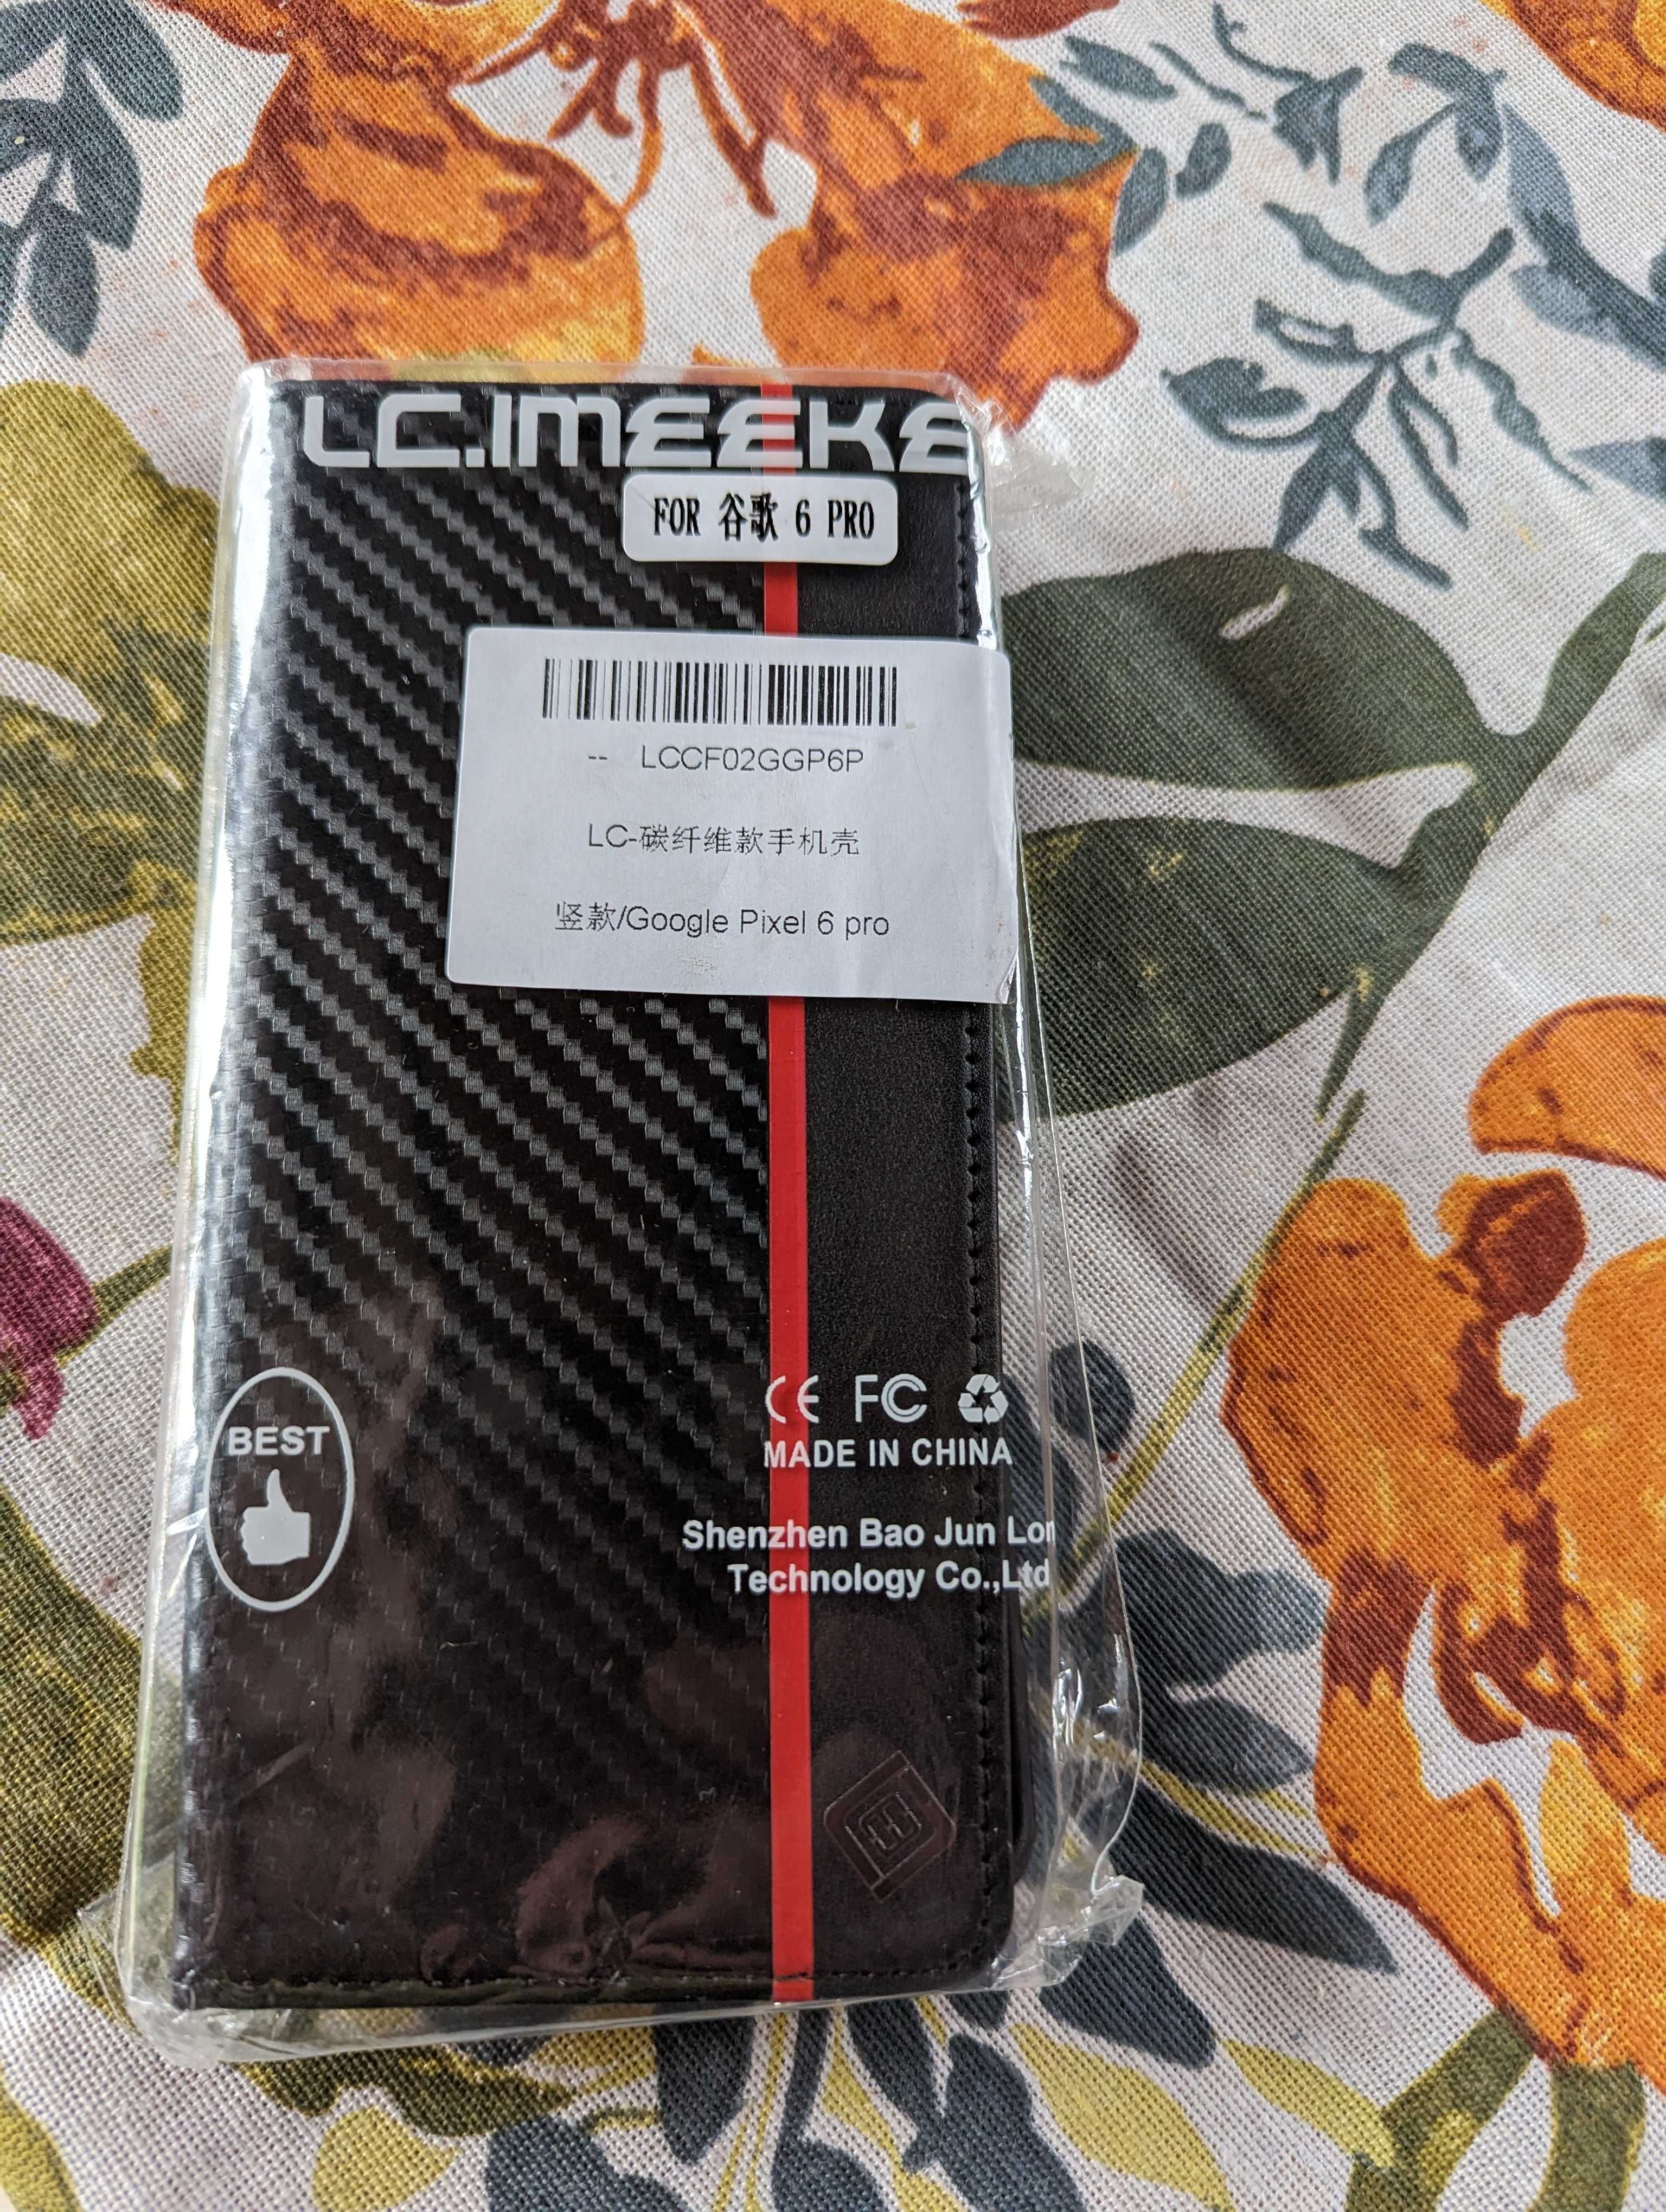 LC.IMEEKE
FOR 谷歌 6 PRO
-- LCCF02GGP6P
LC-碳纤维款手机壳
竖款/Google Pixel 6 pro
BEST
CE FC
MADE IN CHINA
Shenzhen Bao Jun Lon
Technology Co.,Ltd